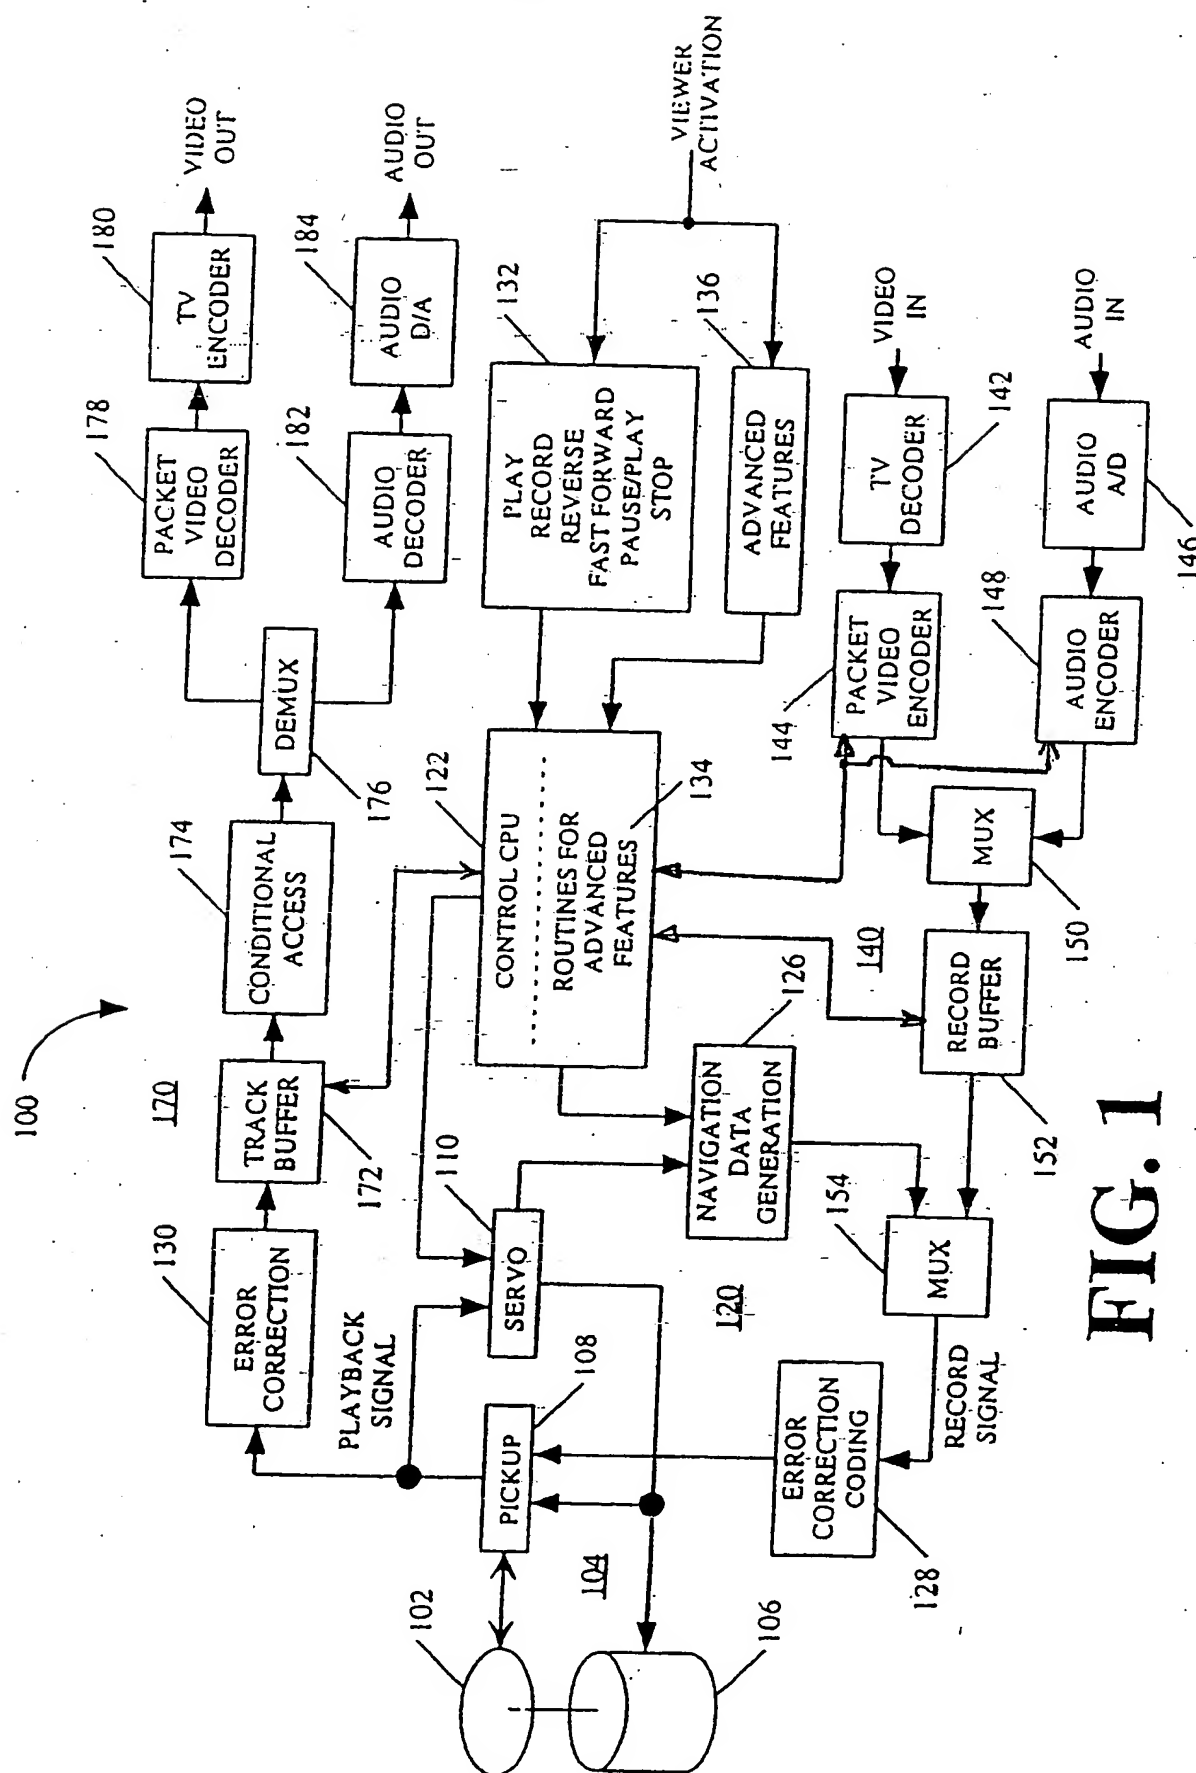 100
170
130
ERROR
CORRECTION
TRACK
BUFFER
172
174
CONDITIONAL
ACCESS
DEMUX
176
178
PACKET
VIDEO
DECODER
180
TV
ENCODER
VIDEO
OUT
182
AUDIO
DECODER
184
AUDIO
D/A
AUDIO
OUT
PLAYBACK
SIGNAL
102
PICKUP
108
104
106
SERVO
110
122
CONTROL CPU
ROUTINES FOR
ADVANCED
FEATURES
134
132
PLAY
RECORD
REVERSE
FAST FORWARD
PAUSE/PLAY
STOP
136
ADVANCED
FEATURES
VIEWER
ACTIVATION
120
126
NAVIGATION
DATA
GENERATION
140
144
PACKET
VIDEO
ENCODER
TV
DECODER
142
VIDEO
IN
128
ERROR
CORRECTION
CODING
RECORD
SIGNAL
154
MUX
RECORD
BUFFER
152
MUX
150
148
AUDIO
ENCODER
AUDIO
A/D
146
AUDIO
IN
FIG. 1